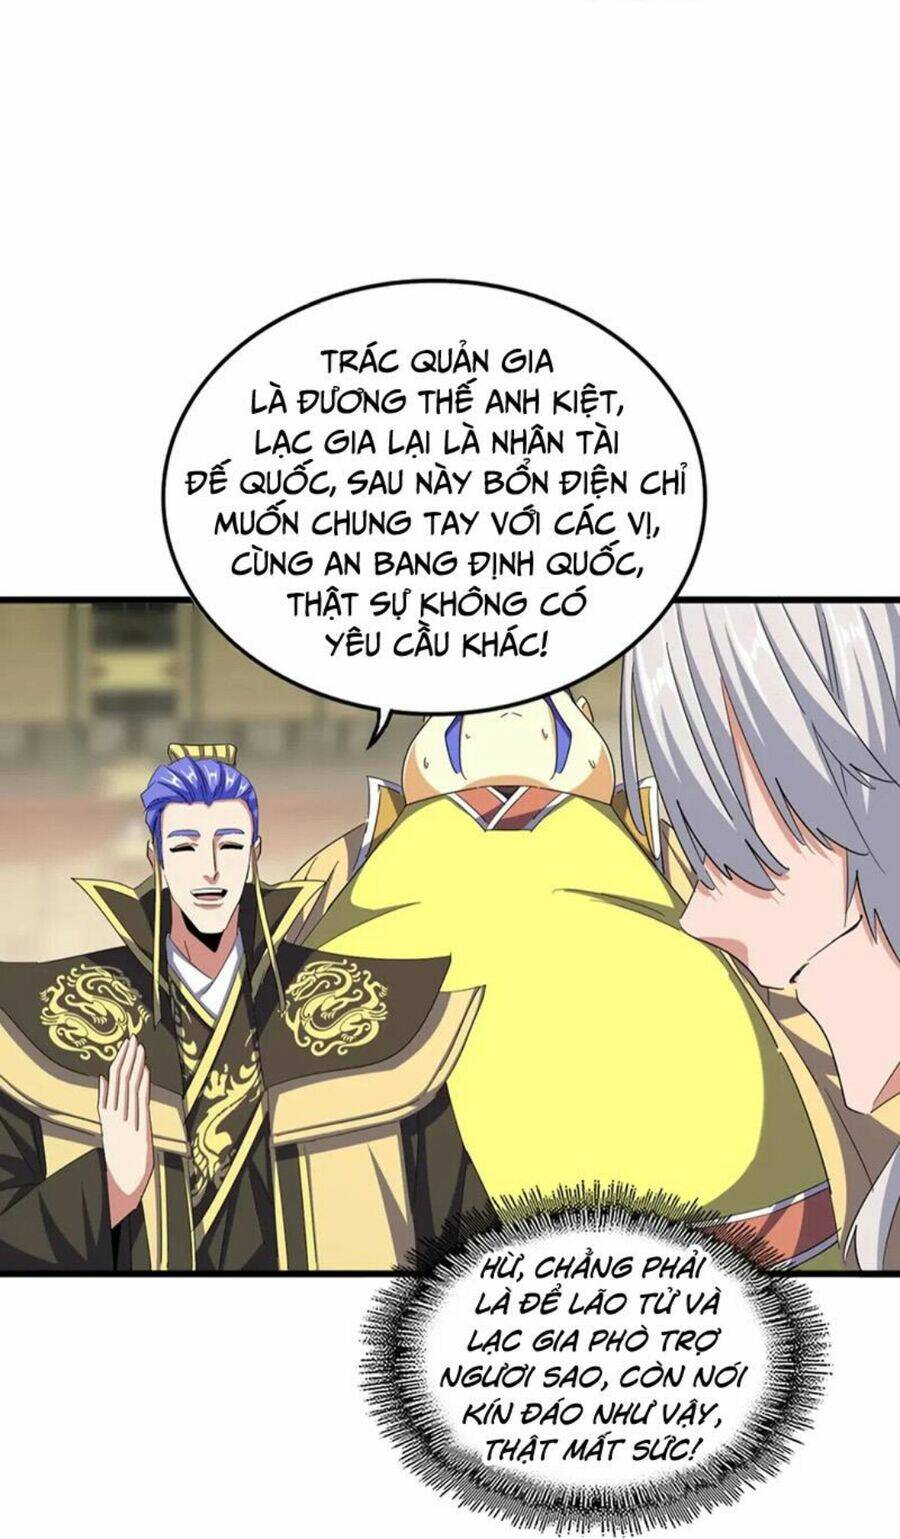 TRÁC QUẢN GIA
LÀ ĐƯƠNG THẾ ANH KIỆT,
LẠC GIA LẠI LÀ NHÂN TÀI
ĐẾ QUỐC, SAU NÀY BỔN ĐIỆN CHỈ
MUỐN CHUNG TAY VỚI CÁC VỊ,
CÙNG AN BANG ĐỊNH QUỐC,
THẬT SỰ KHÔNG CÓ
YÊU CẦU KHÁC!
HỪ, CHẲNG PHẢI
LÀ ĐỂ LÃO TỬ VÀ
LẠC GIA PHÒ TRỢ
NGƯƠI SAO, CÒN NÓI
KÍN ĐÁO NHƯ VẬY,
THẬT MẤT SỨC!